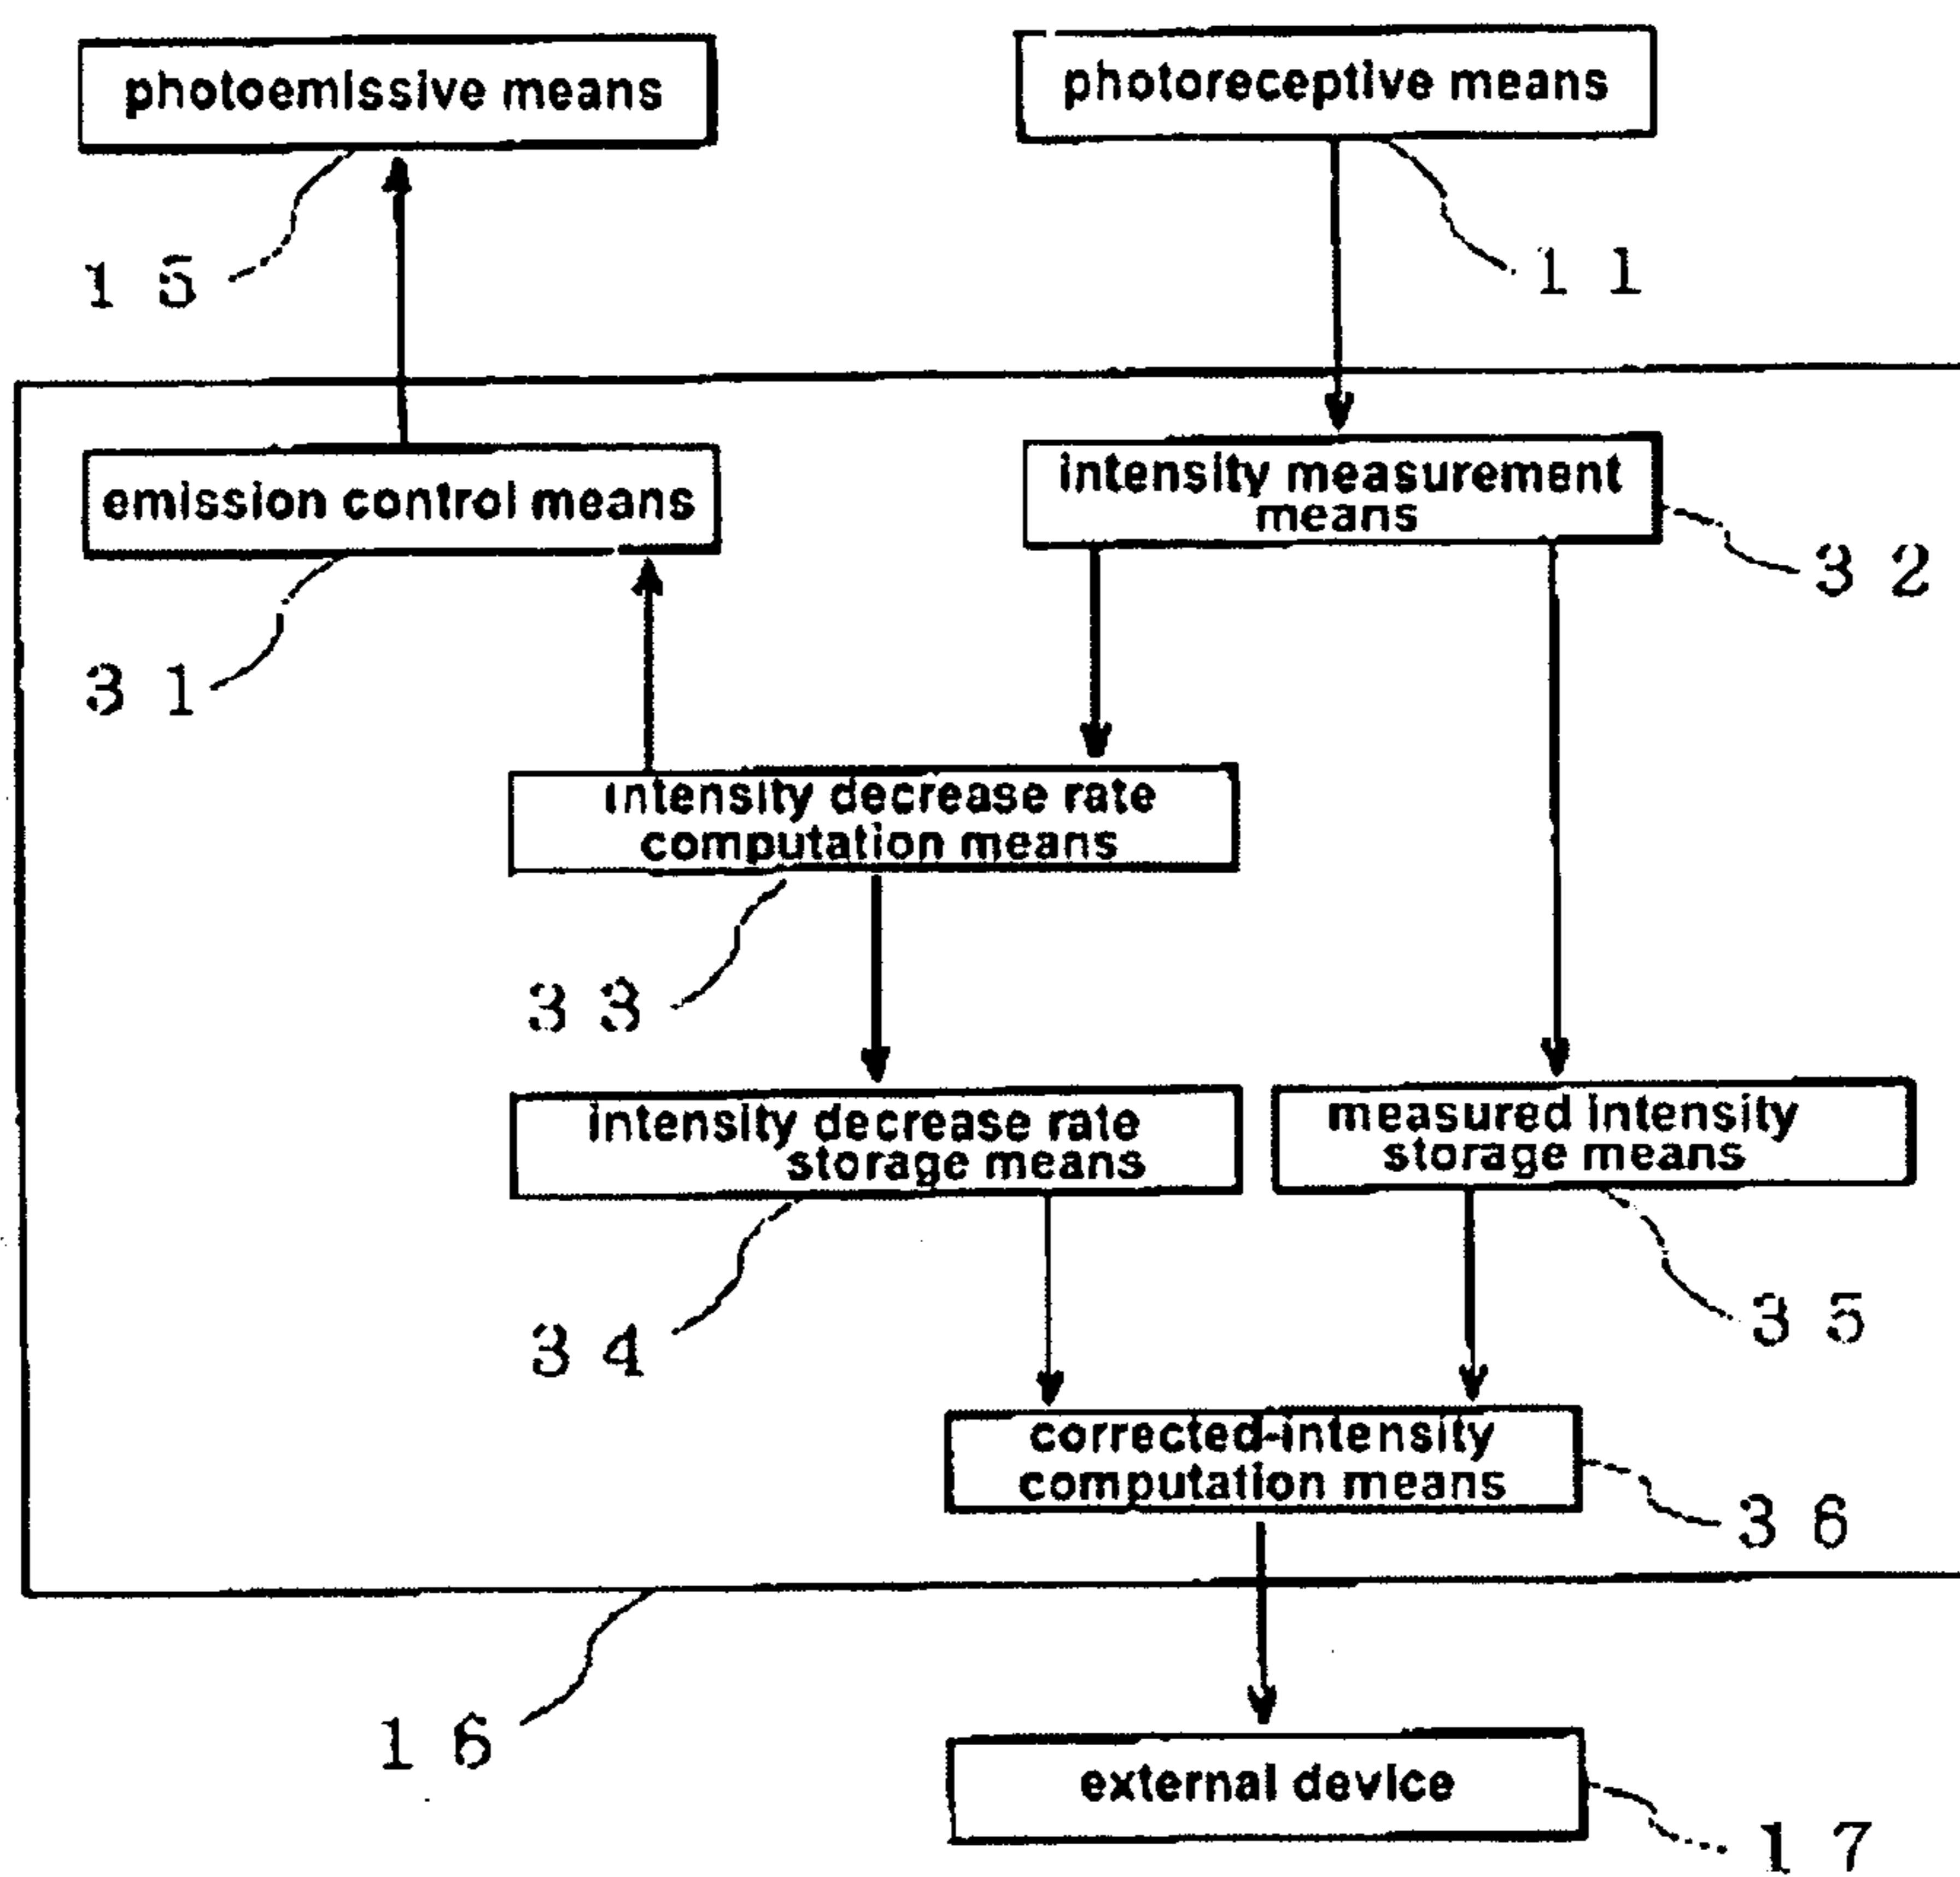 photoemissive means
photoreceptive means
1 5
1 1
emission control means
intensity measurement
means
3 2
3 1
intensity decrease rate
computation means
3 3
intensity decrease rate
storage means
measured intensity
storage means
3 4
3 5
corrected-intensity
computation means
3 6
1 6
external device
1 7